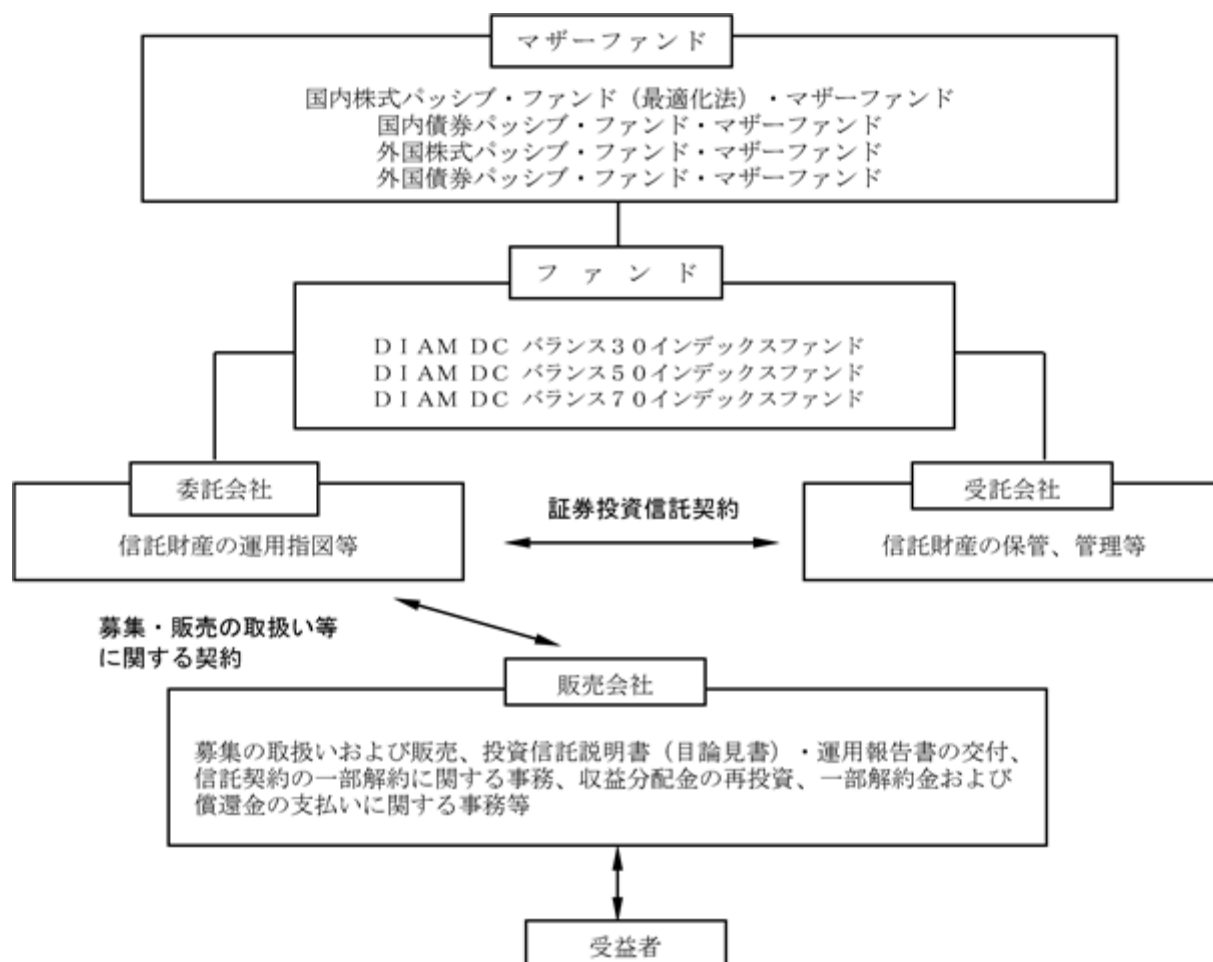 マザーファンド
国内株式パッシブ・ファンド（最適化法）・マザーファンド
国内債券パッシブ・ファンド・マザーファンド
外国株式パッシブ・ファンド・マザーファンド
外国債券パッシブ・ファンド・マザーファンド
ファンド
ＤＩＡＭ ＤＣ バランス３０インデックスファンド
ＤＩＡＭ ＤＣ バランス５０インデックスファンド
ＤＩＡＭ ＤＣ バランス７０インデックスファンド
委託会社
信託財産の運用指図等
証券投資信託契約
受託会社
信託財産の保管、管理等
募集・販売の取扱い等
に関する契約
販売会社
募集の取扱いおよび販売、投資信託説明書（目論見書）・運用報告書の交付、
信託契約の一部解約に関する事務、収益分配金の再投資、一部解約金および
償還金の支払いに関する事務等
受益者